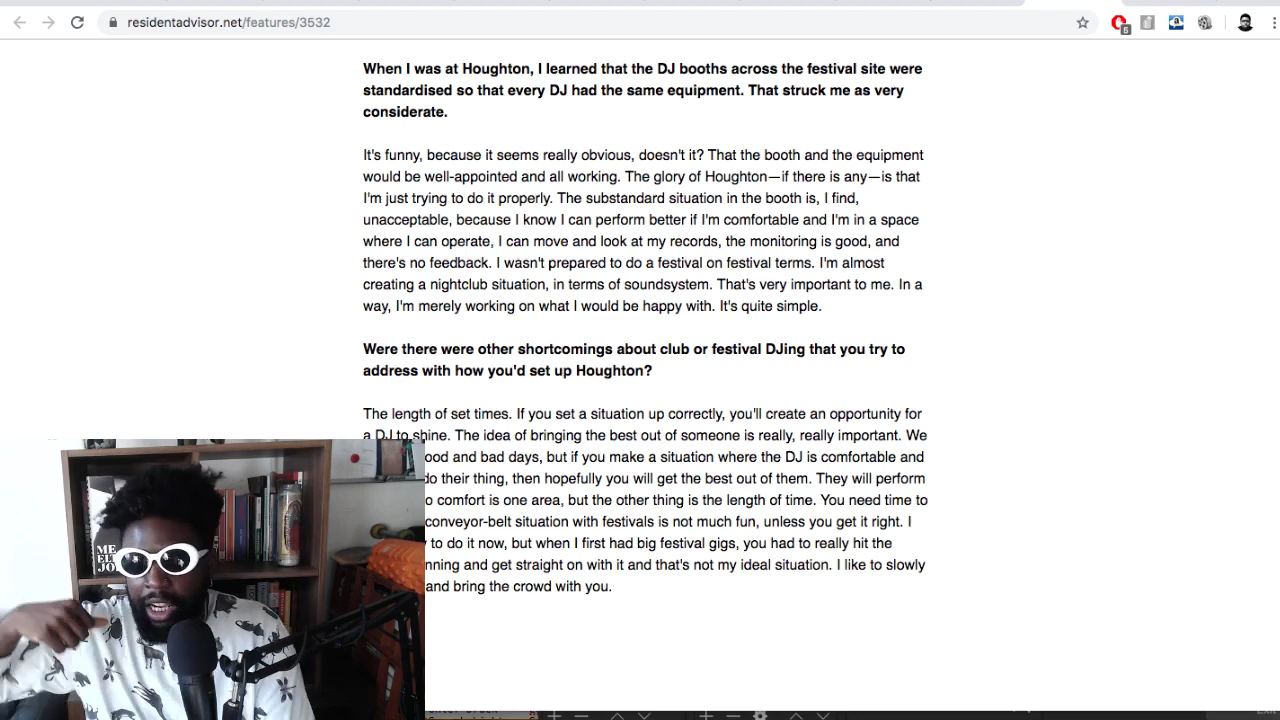 residentadvisor.net/features/3532
5
When I was at Houghton, I learned that the DJ booths across the festival site were
standardised so that every DJ had the same equipment. That struck me as very
considerate.
It's funny, because it seems really obvious, doesn't it? That the booth and the equipment
would be well-appointed and all working. The glory of Houghton—if there is any—is that
I'm just trying to do it properly. The substandard situation in the booth is, I find,
unacceptable, because I know I can perform better if I'm comfortable and I'm in a space
where I can operate, I can move and look at my records, the monitoring is good, and
there's no feedback. I wasn't prepared to do a festival on festival terms. I'm almost
creating a nightclub situation, in terms of soundsystem. That's very important to me. In a
way, I'm merely working on what I would be happy with. It's quite simple.
Were there were other shortcomings about club or festival DJing that you try to
address with how you'd set up Houghton?
The length of set times. If you set a situation up correctly, you'll create an opportunity for
a DJ to shine. The idea of bringing the best out of someone is really, really important. We
ood and bad days, but if you make a situation where the DJ is comfortable and
do their thing, then hopefully you will get the best out of them. They will perform
o comfort is one area, but the other thing is the length of time. You need time to
conveyor-belt situation with festivals is not much fun, unless you get it right. I
to do it now, but when I first had big festival gigs, you had to really hit the
nning and get straight on with it and that's not my ideal situation. I like to slowly
and bring the crowd with you.